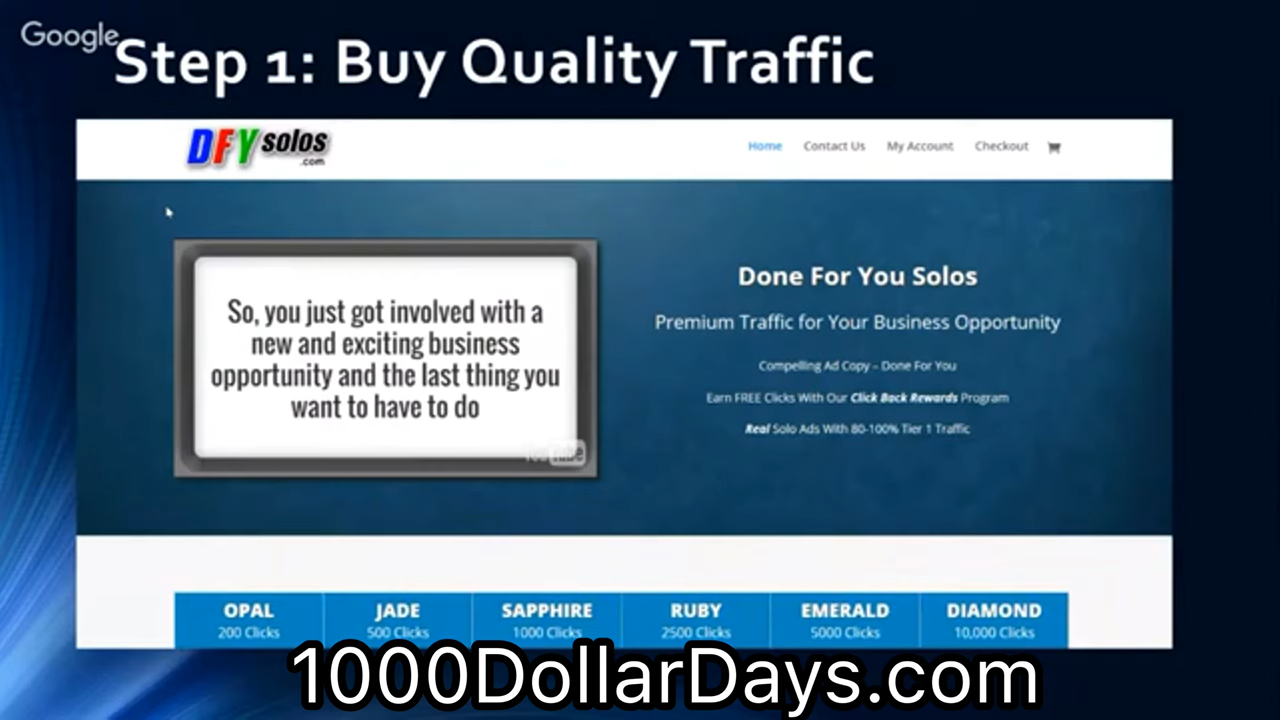 Google
Step 1: Buy Quality Traffic
DFY solos
.com
Home Contact Us My Account Checkout
So, you just got involved with a
new and exciting business
opportunity and the last thing you
want to have to do
YouTube
Done For You Solos
Premium Traffic for Your Business Opportunity
Compelling Ad Copy – Done For You
Earn FREE Clicks With Our Click Back Rewards Program
Real Solo Ads With 80-100% Tier 1 Traffic
OPAL JADE SAPPHIRE RUBY EMERALD DIAMOND
200 Clicks 500 Clicks 1000 Clicks 2500 Clicks 5000 Clicks 10,000 Clicks
1000DollarDays.com